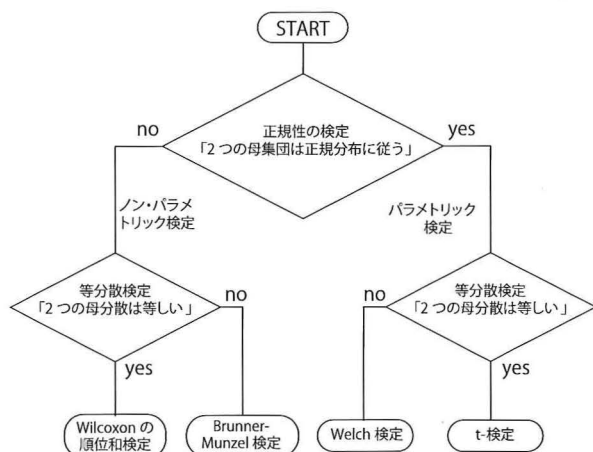 START
no
正規性の検定
「2つの母集団は正規分布に従う」
yes
ノン・パラメ
トリック検定
パラメトリック
検定
等分散検定
「2つの母分散は等しい」
no
yes
no
等分散検定
「2つの母分散は等しい」
yes
Wilcoxon の
順位和検定
Brunner-
Munzel 検定
Welch 検定
t-検定